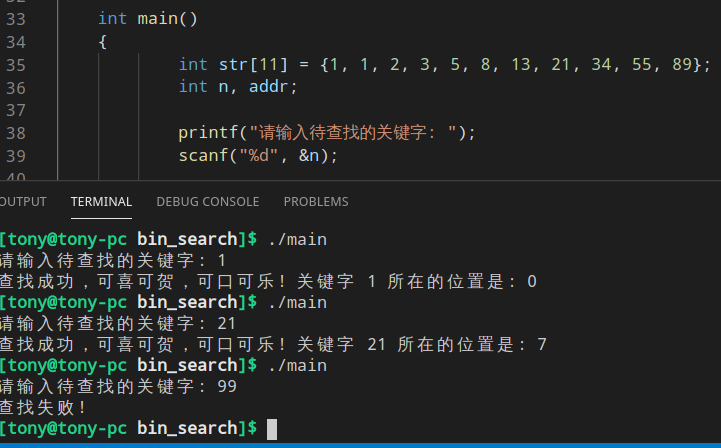 33 int main()
34 {
35 int str[11] = {1, 1, 2, 3, 5, 8, 13, 21, 34, 55, 89};
36 int n, addr;
37
38 printf("请输入待查找的关键字: ");
39 scanf("%d", &n);
OUTPUT TERMINAL DEBUG CONSOLE PROBLEMS
[tony@tony-pc bin_search]$ ./main
请输入待查找的关键字: 1
查找成功，可喜可贺，可口可乐! 关键字 1 所在的位置是: 0
[tony@tony-pc bin_search]$ ./main
请输入待查找的关键字: 21
查找成功，可喜可贺，可口可乐! 关键字 21 所在的位置是: 7
[tony@tony-pc bin_search]$ ./main
请输入待查找的关键字: 99
查找失败!
[tony@tony-pc bin_search]$